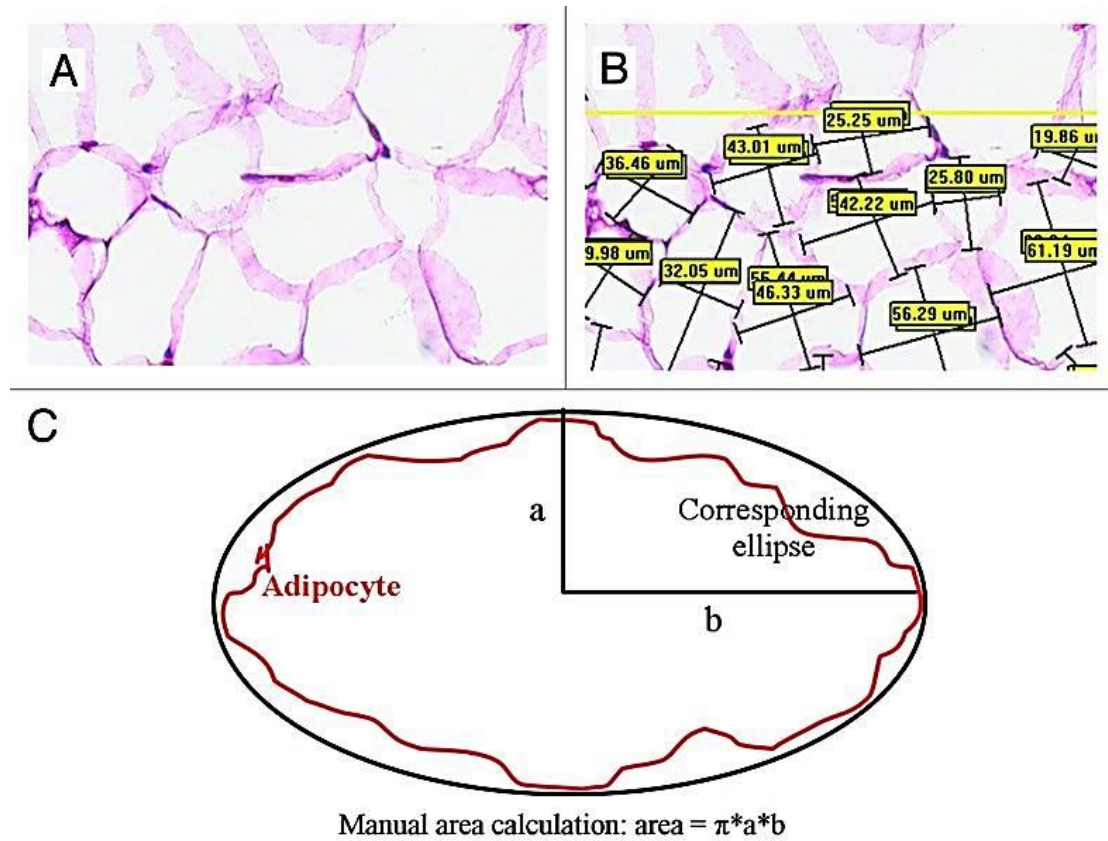 A
B
25.25 um
19.86 u
43.01 um
36.46 um
25.80 um
42.22 um
9.98 um
61.19 um
32.05 um
46.33 um
56.29 um
C
a
Corresponding
ellipse
Adipocyte
b
Manual area calculation: area = π*a*b